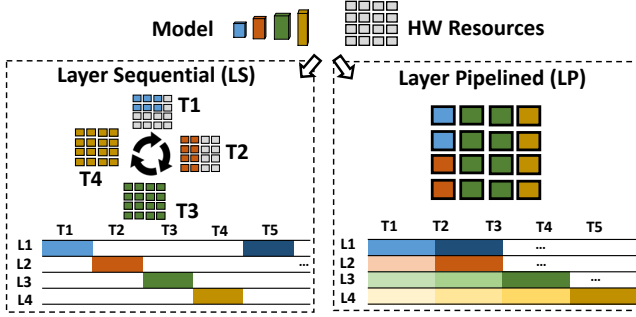 Model
HW Resources
Layer Sequential (LS)
T1
T2
T3
T4
T1 T2 T3 T4 T5
L1
L2 ...
L3
L4
Layer Pipelined (LP)
T1 T2 T3 T4 T5
L1 ...
L2
L3 ...
L4